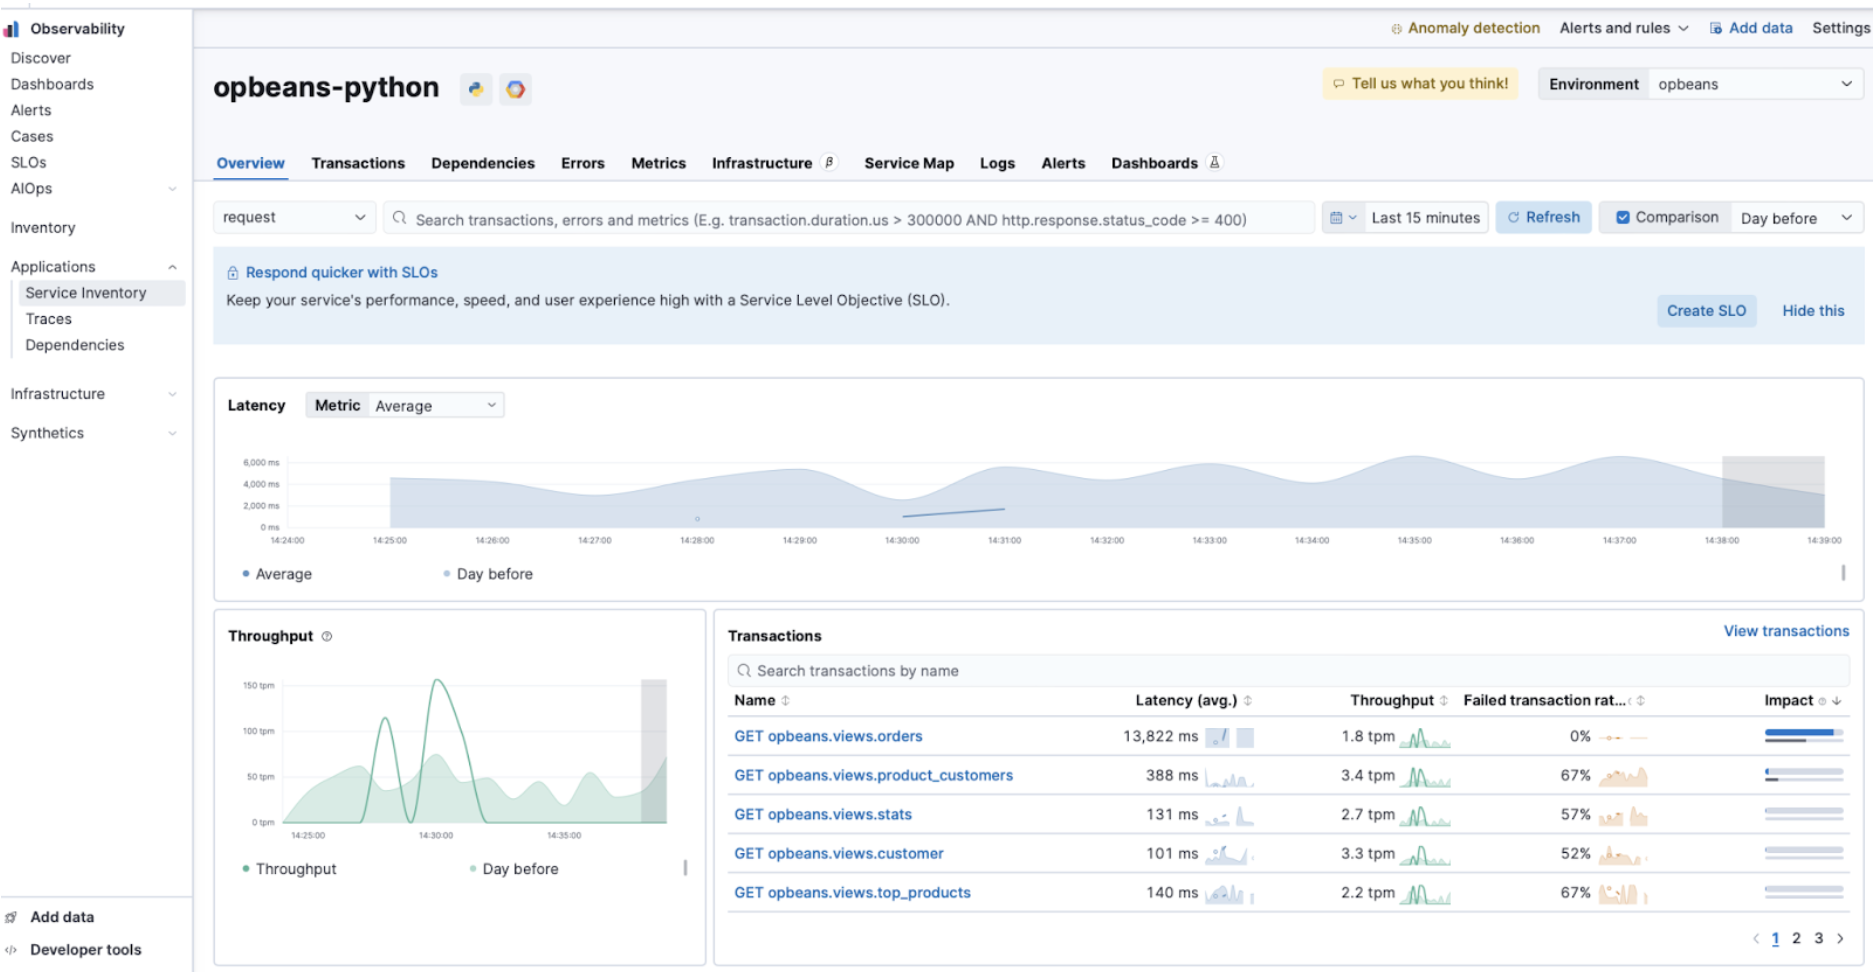 Observability
Anomaly detection Alerts and rules Add data Settings
Discover
Dashboards
Alerts
Cases
SLOs
AIOps
Inventory
Applications
Service Inventory
Traces
Dependencies
Infrastructure
Synthetics
Add data
Developer tools
opbeans-python
Tell us what you think!
Environment opbeans
Overview Transactions Dependencies Errors Metrics Infrastructure β Service Map Logs Alerts Dashboards
request
Search transactions, errors and metrics (E.g. transaction.duration.us > 300000 AND http.response.status_code >= 400)
Last 15 minutes Refresh Comparison Day before
Respond quicker with SLOs
Keep your service's performance, speed, and user experience high with a Service Level Objective (SLO).
Create SLO Hide this
Latency Metric Average
6,000 ms
4,000 ms
2,000 ms
0 ms
14:24:00 14:25:00 14:26:00 14:27:00 14:28:00 14:29:00 14:30:00 14:31:00 14:32:00 14:33:00 14:34:00 14:35:00 14:36:00 14:37:00 14:38:00 14:39:00
Average Day before
Throughput
150 tpm
100 tpm
50 tpm
0 tpm
14:25:00 14:30:00 14:35:00
Throughput Day before
Transactions View transactions
Search transactions by name
Name Latency (avg.) Throughput Failed transaction rat... Impact
GET opbeans.views.orders 13,822 ms 1.8 tpm 0%
GET opbeans.views.product_customers 388 ms 3.4 tpm 67%
GET opbeans.views.stats 131 ms 2.7 tpm 57%
GET opbeans.views.customer 101 ms 3.3 tpm 52%
GET opbeans.views.top_products 140 ms 2.2 tpm 67%
1 2 3